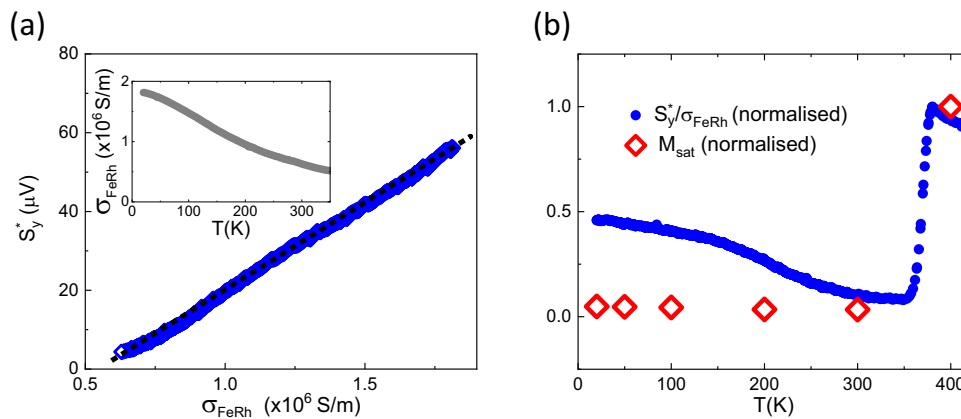 (a)
80
60
40
20
0
S*y (μV)
2
1
0
σFeRh (x10⁶ S/m)
0 100 200 300
T(K)
0.5 1.0 1.5
σFeRh (x10⁶ S/m)
(b)
1.0
0.5
0.0
S*y/σFeRh (normalised)
Msat (normalised)
0 100 200 300 400
T(K)